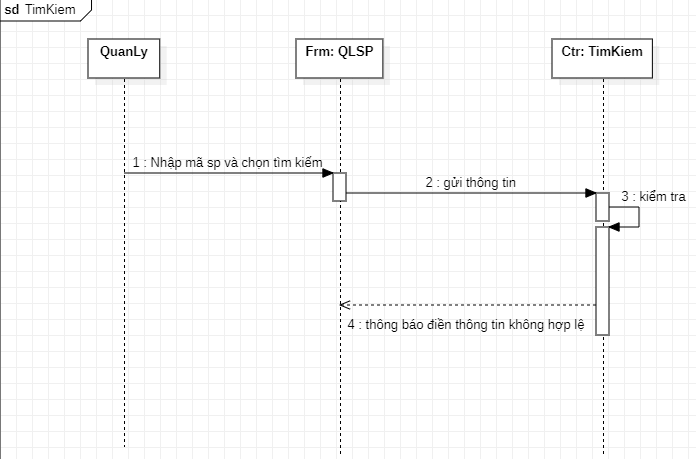 sd TimKiem
QuanLy
Frm: QLSP
Ctr: TimKiem
1 : Nhập mã sp và chọn tìm kiếm
2 : gửi thông tin
3 : kiểm tra
4 : thông báo điền thông tin không hợp lệ